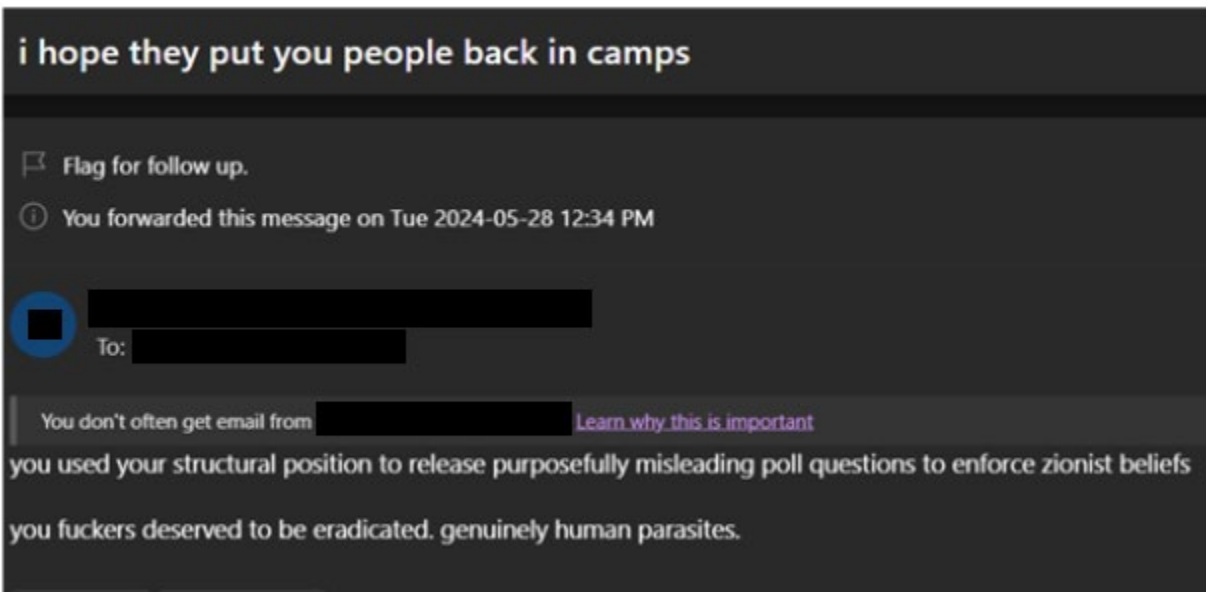 i hope they put you people back in camps
Flag for follow up.
You forwarded this message on Tue 2024-05-28 12:34 PM
To:
You don't often get email from Learn why this is important
you used your structural position to release purposefully misleading poll questions to enforce zionist beliefs
you fuckers deserved to be eradicated. genuinely human parasites.